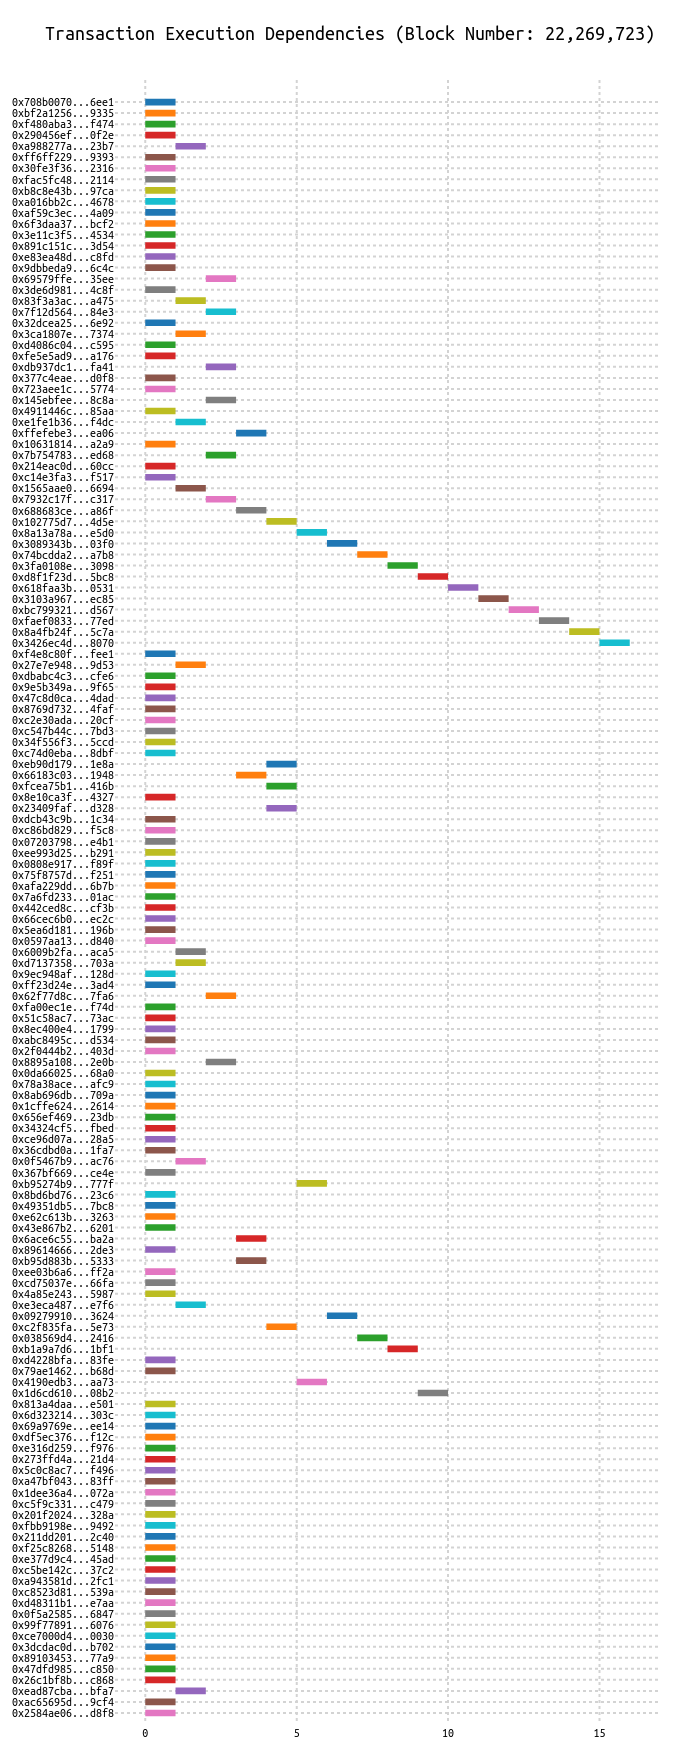 Transaction Execution Dependencies (Block Number: 22,269,723)
0x708b0070...6ee1
0xbf2a1256...9335
0xf480aba3...f474
0x290456ef...0f2e
0xa988277a...23b7
0xff6ff229...9393
0x30fe3f36...2316
0xfac5fc48...2114
0xb8c8e43b...97ca
0xa016bb2c...4678
0xaf59c3ec...4a09
0x6f3daa37...bcf2
0x3e11c3f5...4534
0x891c151c...3d54
0xe83ea48d...c8fd
0x9dbbeda9...6c4c
0x69579ffe...35ee
0x3de6d981...4c8f
0x83f3a3ac...a475
0x7f12d564...84e3
0x32dcea25...6e92
0x3ca1807e...7374
0xd4086c04...c595
0xfe5e5ad9...a176
0xdb937dc1...fa41
0x377c4eae...d0f8
0x723aee1c...5774
0x145ebfee...8c8a
0x4911446c...85aa
0xe1fe1b36...f4dc
0xffefebe3...ea06
0x10631814...a2a9
0x7b754783...ed68
0x214eac0d...60cc
0xc14e3fa3...f517
0x1565aae0...6694
0x7932c17f...c317
0x688683ce...a86f
0x102775d7...4d5e
0x8a13a78a...e5d0
0x3089343b...03f0
0x74bcdda2...a7b8
0x3fa0108e...3098
0xd8f1f23d...5bc8
0x618faa3b...0531
0x3103a967...ec85
0xbc799321...d567
0xfaef0833...77ed
0x8a4fb24f...5c7a
0x3426ec4d...8070
0xf4e8c80f...fee1
0x27e7e948...9d53
0xdbabc4c3...cfe6
0x9e5b349a...9f65
0x47c8d0ca...4dad
0x8769d732...4faf
0xc2e30ada...20cf
0xc547b44c...7bd3
0x34f556f3...5ccd
0xc74d0eba...8dbf
0xeb90d179...1e8a
0x66183c03...1948
0xfcea75b1...416b
0x8e10ca3f...4327
0x23409faf...d328
0xdcb43c9b...1c34
0xc86bd829...f5c8
0x07203798...e4b1
0xee993d25...b291
0x0808e917...f89f
0x75f8757d...f251
0xafa229dd...6b7b
0x7a6fd233...01ac
0x442ced8c...cf3b
0x66cec6b0...ec2c
0x5ea6d181...196b
0x0597aa13...d840
0x6009b2fa...aca5
0xd7137358...703a
0x9ec948af...128d
0xff23d24e...3ad4
0x62f77d8c...7fa6
0xfa00ec1e...f74d
0x51c58ac7...73ac
0x8ec400e4...1799
0xabc8495c...d534
0x2f0444b2...403d
0x8895a108...2e0b
0x0da66025...68a0
0x78a38ace...afc9
0x8ab696db...709a
0x1cffe624...2614
0x656ef469...23db
0x34324cf5...fbed
0xce96d07a...28a5
0x36cdbd0a...1fa7
0x0f5467b9...ac76
0x367bf669...ce4e
0xb95274b9...777f
0x8bd6bd76...23c6
0x49351db5...7bc8
0xe62c613b...3263
0x43e867b2...6201
0x6ace6c55...ba2a
0x89614666...2de3
0xb95d883b...5333
0xee03b6a6...ff2a
0xcd75037e...66fa
0x4a85e243...5987
0xe3eca487...e7f6
0x09279910...3624
0xc2f835fa...5e73
0x038569d4...2416
0xb1a9a7d6...1bf1
0xd4228bfa...83fe
0x79ae1462...b68d
0x4190edb3...aa73
0x1d6cd610...08b2
0x813a4daa...e501
0x6d323214...303c
0x69a9769e...ee14
0xdf5ec376...f12c
0xe316d259...f976
0x273ffd4a...21d4
0x5c0c8ac7...f496
0xa47bf043...83ff
0x1dee36a4...072a
0xc5f9c331...c479
0x201f2024...328a
0xfbb9198e...9492
0x211dd201...2c40
0xf25c8268...5148
0xe377d9c4...45ad
0xc5be142c...37c2
0xa943581d...2fc1
0xc8523d81...539a
0xd48311b1...e7aa
0x0f5a2585...6847
0x99f77891...6076
0xce7000d4...0030
0x3dcdac0d...b702
0x89103453...77a9
0x47dfd985...c850
0x26c1bf8b...c868
0xead87cba...bfa7
0xac65695d...9cf4
0x2584ae06...d8f8
0 5 10 15